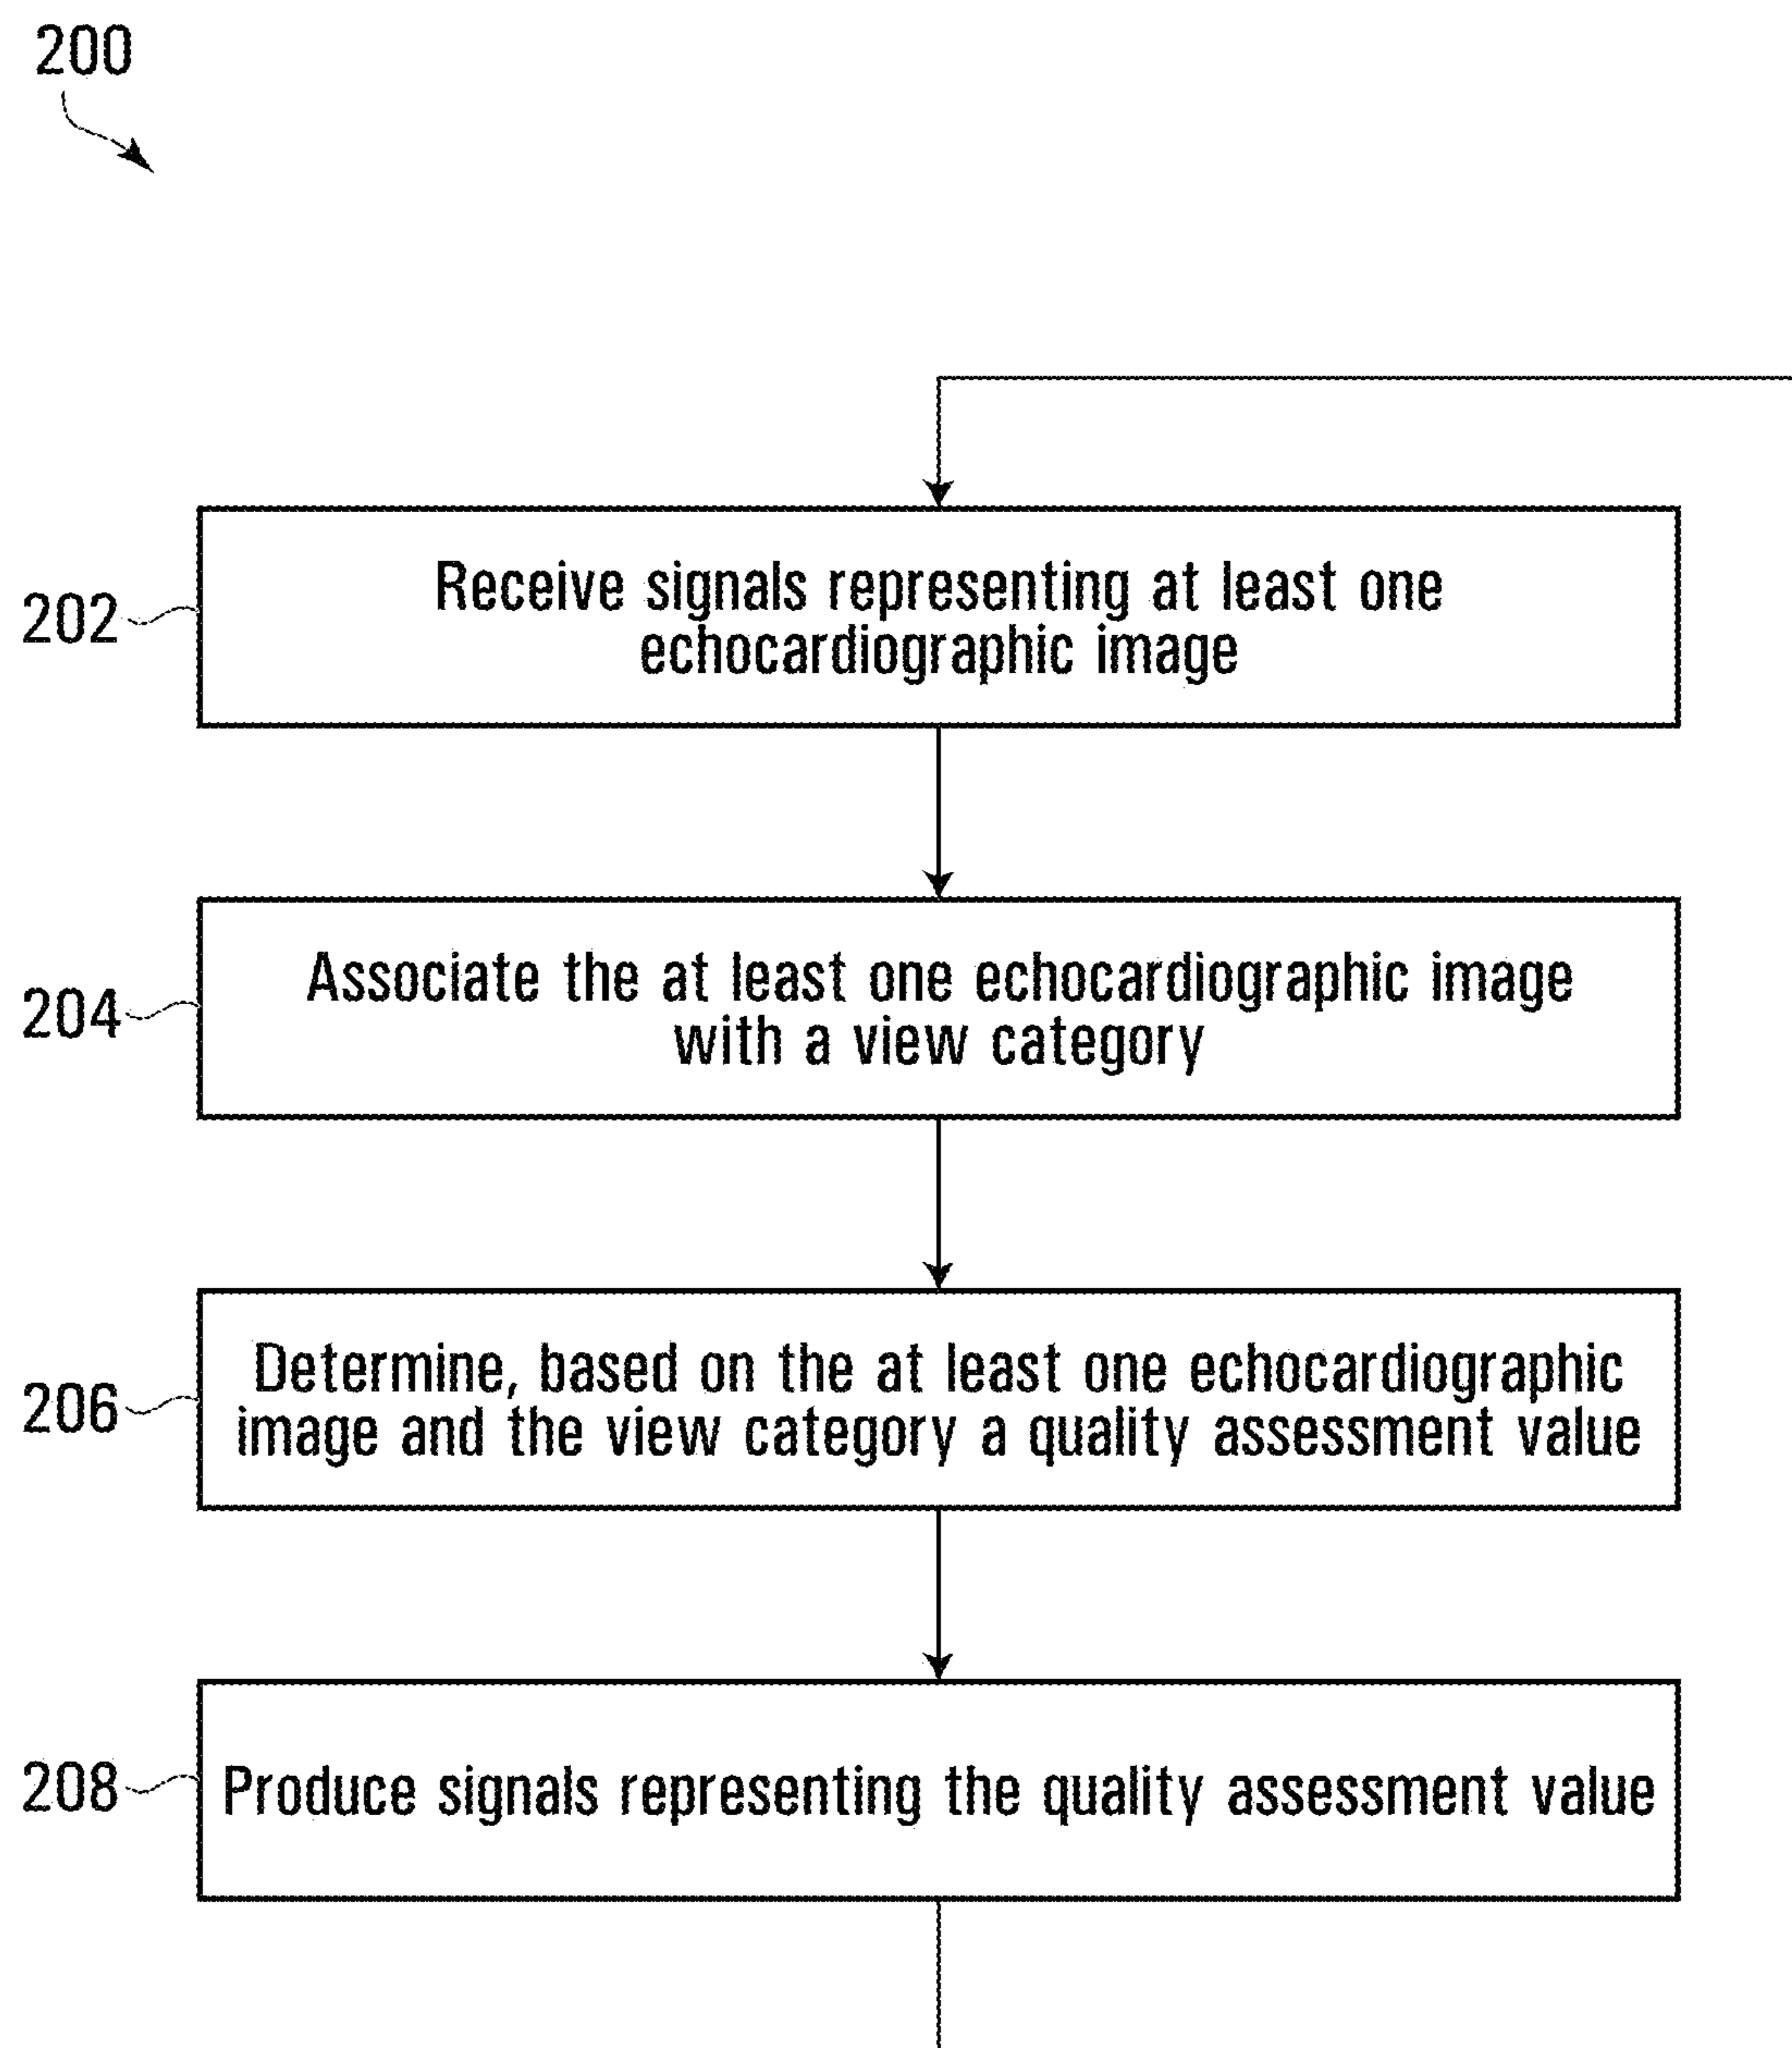 200
202
Receive signals representing at least one
echocardiographic image
204
Associate the at least one echocardiographic image
with a view category
206
Determine, based on the at least one echocardiographic
image and the view category a quality assessment value
208
Produce signals representing the quality assessment value